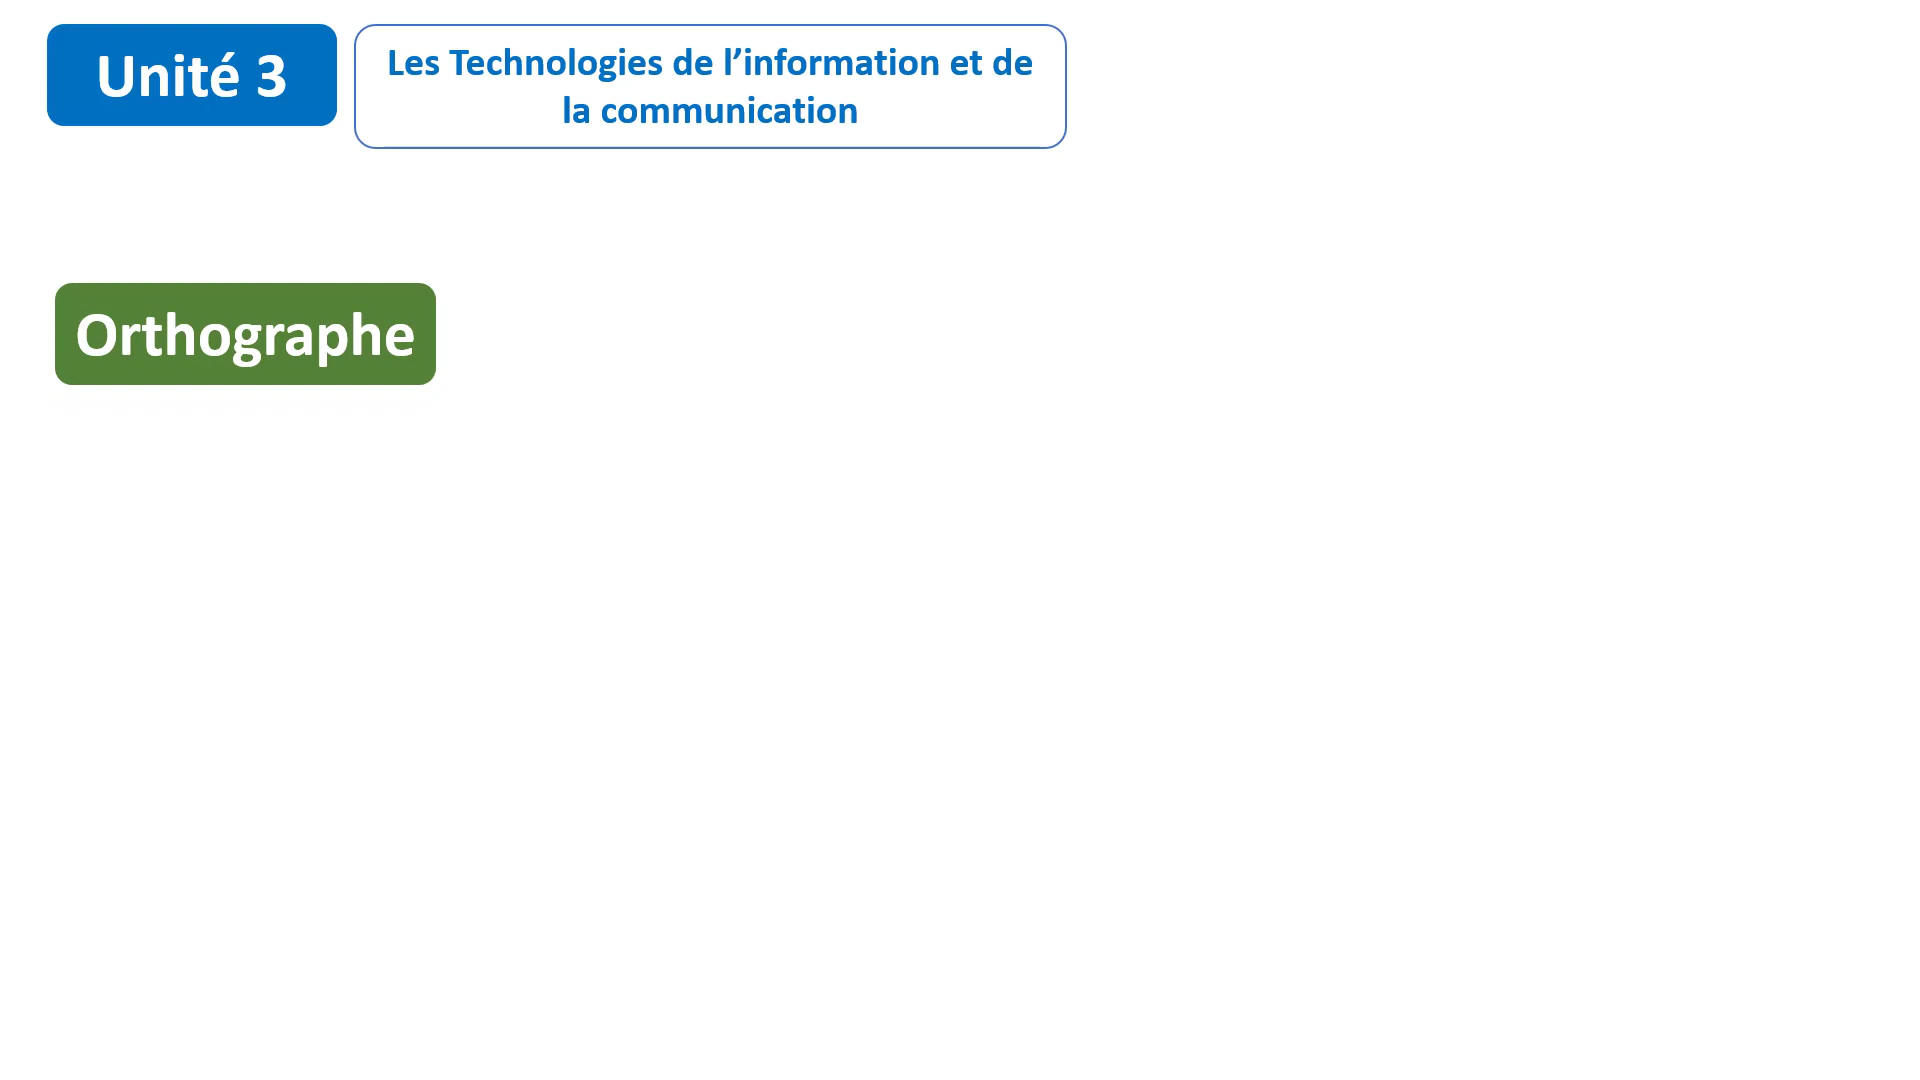 Unité 3
Les Technologies de l’information et de
la communication
Orthographe